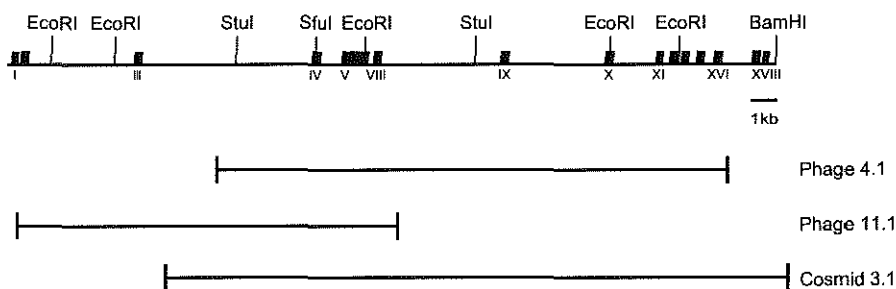 EcoRI EcoRI StuI SfuI EcoRI StuI EcoRI EcoRI BamHI
I III IV V VIII IX X XI XVI XVIII
1kb
Phage 4.1
Phage 11.1
Cosmid 3.1